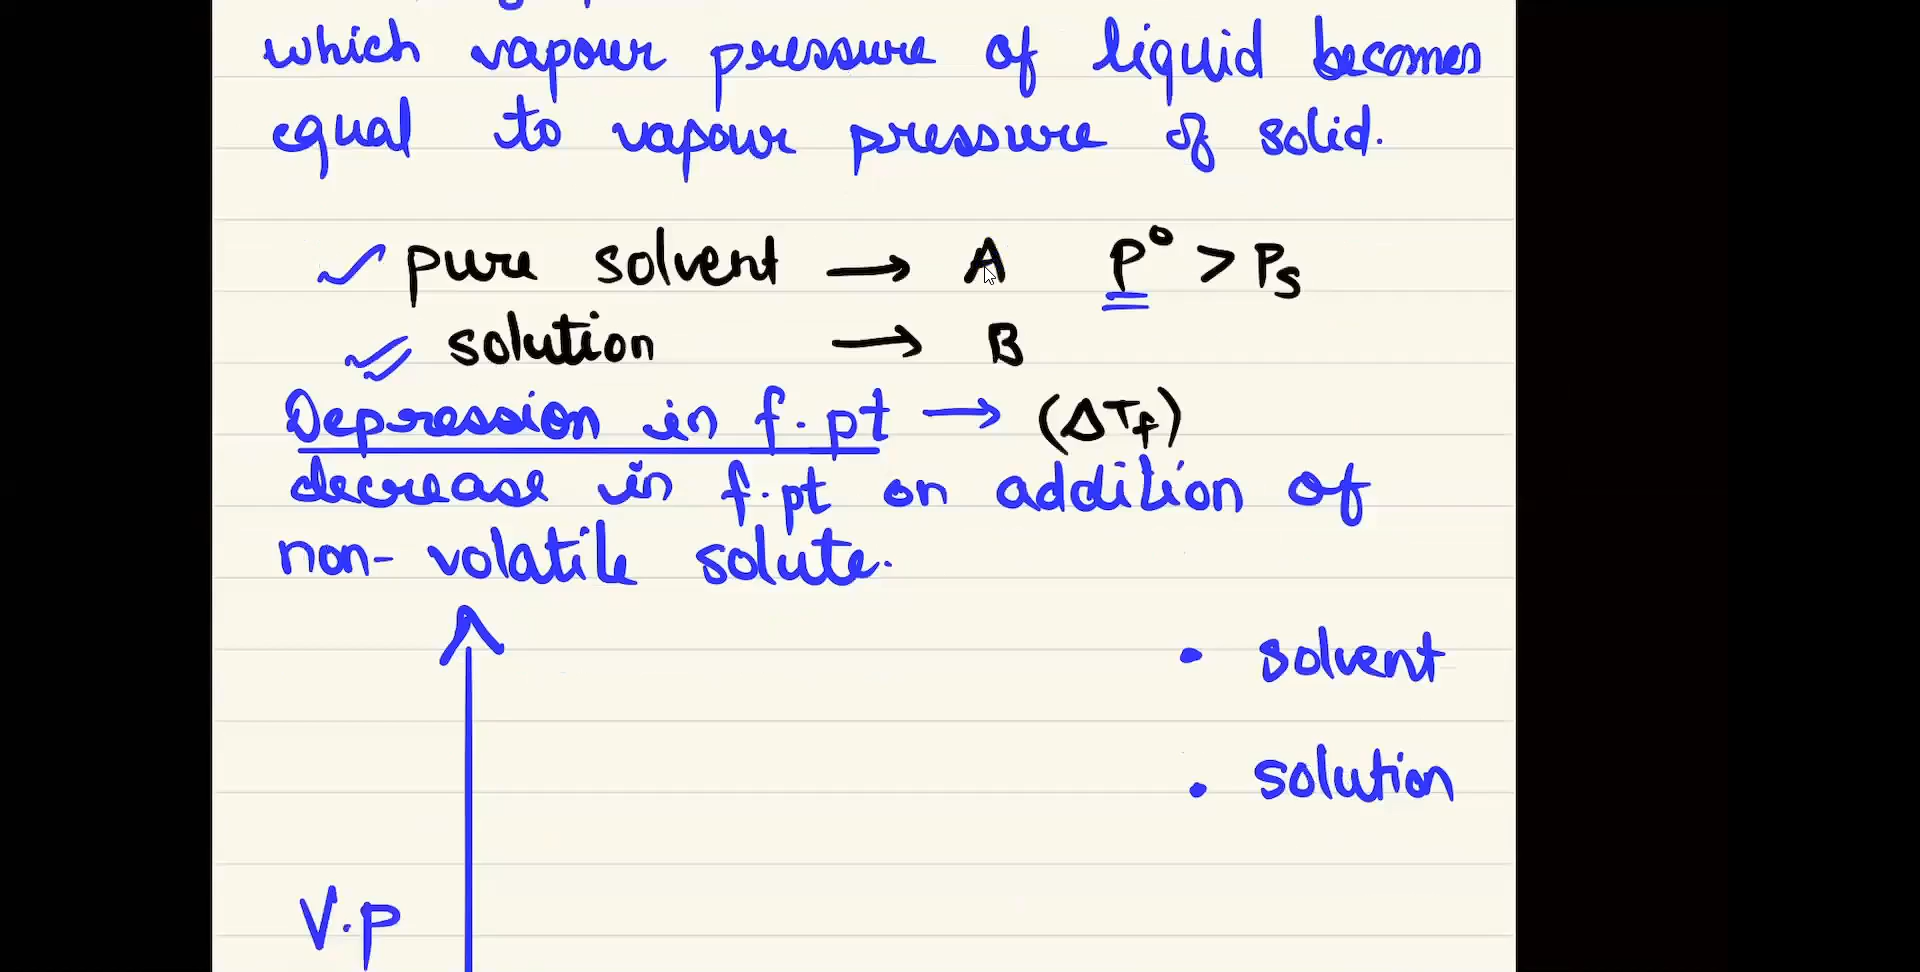 which vapour pressure of liquid becomes
equal to vapour pressure of solid.
pure solvent → A P° > Ps
solution → B
Depression in f.pt → (ΔTf)
decrease in f.pt on addition of
non-volatile solute.
• solvent
• solution
V.p